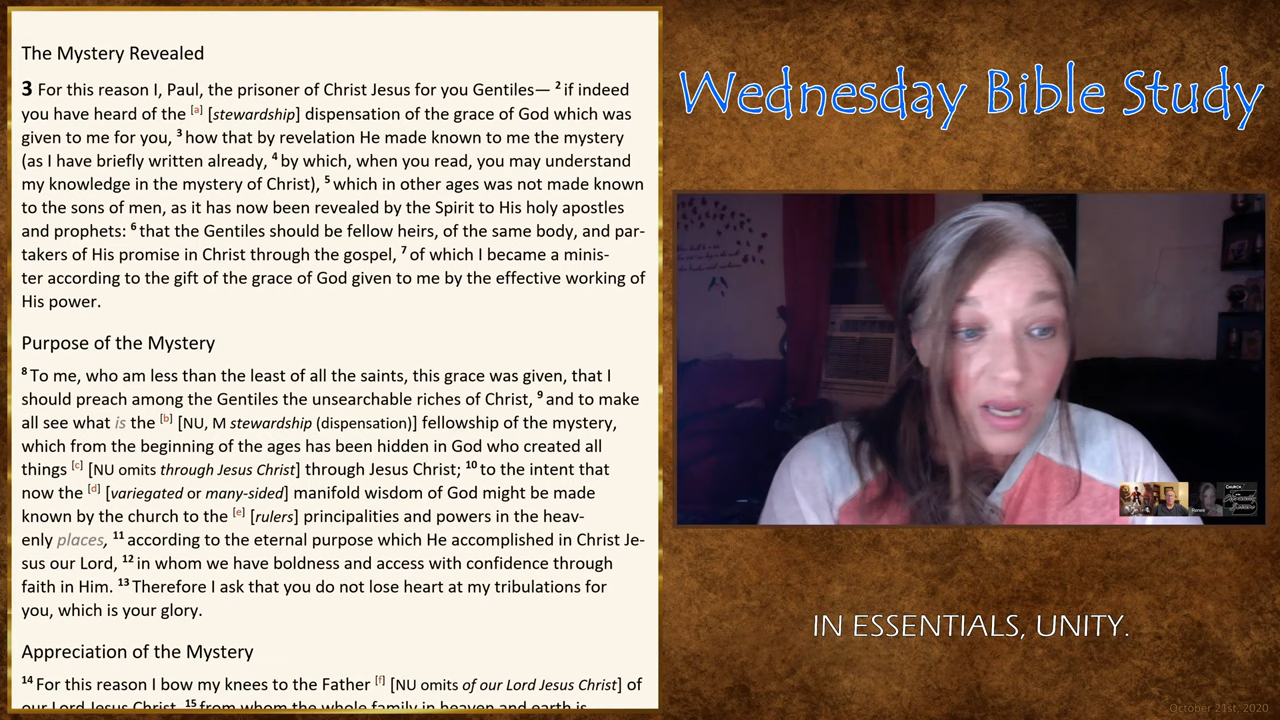 The Mystery Revealed
3 For this reason I, Paul, the prisoner of Christ Jesus for you Gentiles— 2 if indeed
you have heard of the [a] [stewardship] dispensation of the grace of God which was
given to me for you, 3 how that by revelation He made known to me the mystery
(as I have briefly written already, 4 by which, when you read, you may understand
my knowledge in the mystery of Christ), 5 which in other ages was not made known
to the sons of men, as it has now been revealed by the Spirit to His holy apostles
and prophets: 6 that the Gentiles should be fellow heirs, of the same body, and par-
takers of His promise in Christ through the gospel, 7 of which I became a minis-
ter according to the gift of the grace of God given to me by the effective working of
His power.
Purpose of the Mystery
8 To me, who am less than the least of all the saints, this grace was given, that I
should preach among the Gentiles the unsearchable riches of Christ, 9 and to make
all see what is the [b] [NU, M stewardship (dispensation)] fellowship of the mystery,
which from the beginning of the ages has been hidden in God who created all
things [c] [NU omits through Jesus Christ] through Jesus Christ; 10 to the intent that
now the [d] [variegated or many-sided] manifold wisdom of God might be made
known by the church to the [e] [rulers] principalities and powers in the heav-
enly places, 11 according to the eternal purpose which He accomplished in Christ Je-
sus our Lord, 12 in whom we have boldness and access with confidence through
faith in Him. 13 Therefore I ask that you do not lose heart at my tribulations for
you, which is your glory.
Appreciation of the Mystery
14 For this reason I bow my knees to the Father [f] [NU omits of our Lord Jesus Christ] of
our Lord Jesus Christ, 15 from whom the whole family in heaven and earth is
Wednesday Bible Study
Renee
CHURCH
IN ESSENTIALS, UNITY.
October 21st, 2020